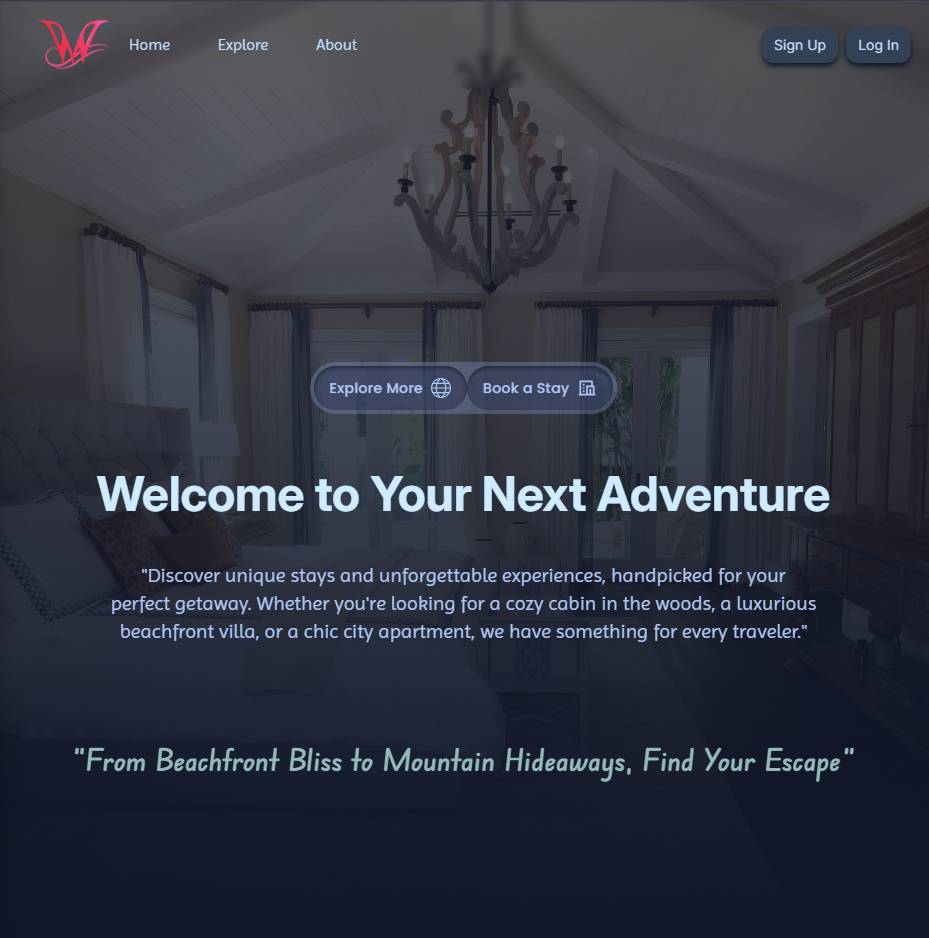 W
Home Explore About
Sign Up Log In
Explore More Book a Stay
Welcome to Your Next Adventure
"Discover unique stays and unforgettable experiences, handpicked for your
perfect getaway. Whether you're looking for a cozy cabin in the woods, a luxurious
beachfront villa, or a chic city apartment, we have something for every traveler."
"From Beachfront Bliss to Mountain Hideaways, Find Your Escape"